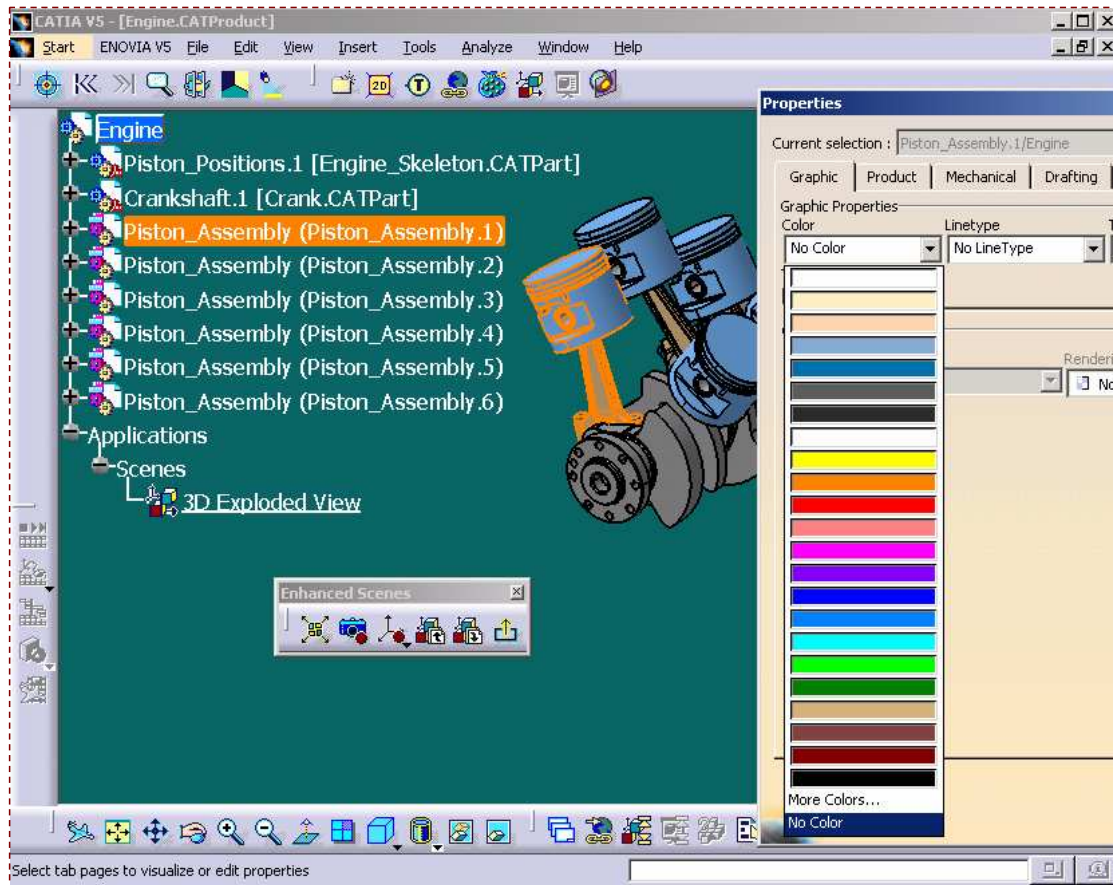 CATIA V5 - [Engine.CATProduct]
Start ENOVIA V5 File Edit View Insert Tools Analyze Window Help
2D T
Properties
Current selection : Piston_Assembly.1/Engine
Graphic Product Mechanical Drafting
Graphic Properties
Color Linetype
No Color No LineType
Renderi
No
More Colors...
No Color
Engine
Piston_Positions.1 [Engine_Skeleton.CATPart]
Crankshaft.1 [Crank.CATPart]
Piston_Assembly (Piston_Assembly.1)
Piston_Assembly (Piston_Assembly.2)
Piston_Assembly (Piston_Assembly.3)
Piston_Assembly (Piston_Assembly.4)
Piston_Assembly (Piston_Assembly.5)
Piston_Assembly (Piston_Assembly.6)
Applications
Scenes
3D Exploded View
Enhanced Scenes
Select tab pages to visualize or edit properties